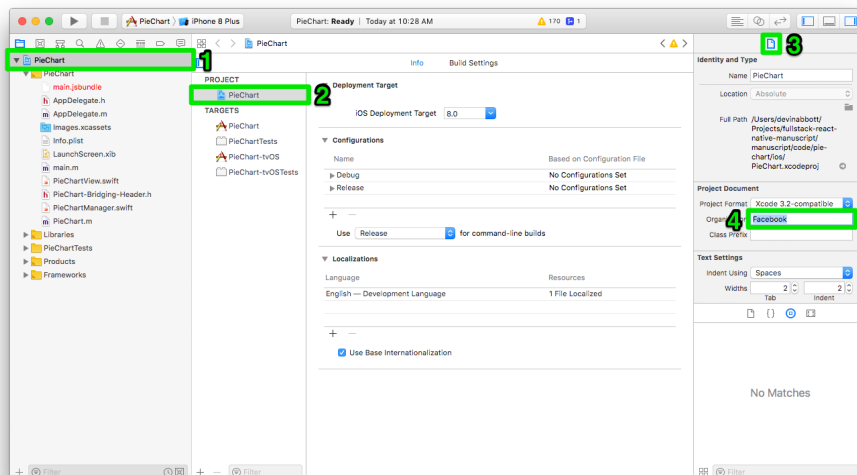 PieChart
iPhone 8 Plus
PieChart: Ready | Today at 10:28 AM
170
1
PieChart
PieChart
1
PieChart
main.jsbundle
AppDelegate.h
AppDelegate.m
Images.xcassets
Info.plist
LaunchScreen.xib
main.m
PieChartView.swift
PieChart-Bridging-Header.h
PieChartManager.swift
PieChart.m
Libraries
PieChartTests
Products
Frameworks
Filter
PROJECT
PieChart
2
TARGETS
PieChart
PieChartTests
PieChart-tvOS
PieChart-tvOSTests
Filter
Info
Build Settings
Deployment Target
iOS Deployment Target 8.0
Configurations
Name
Based on Configuration File
Debug
No Configurations Set
Release
No Configurations Set
+ −
Use Release for command-line builds
Localizations
Language
Resources
English — Development Language
1 File Localized
+ −
Use Base Internationalization
3
Identity and Type
Name PieChart
Location Absolute
Full Path /Users/devinabbott/
Projects/fullstack-react-
native-manuscript/
manuscript/code/pie-
chart/ios/
PieChart.xcodeproj
Project Document
Project Format Xcode 3.2-compatible
4
Facebook
Class Prefix
Text Settings
Indent Using Spaces
Widths 2 2
Tab Indent
No Matches
Filter